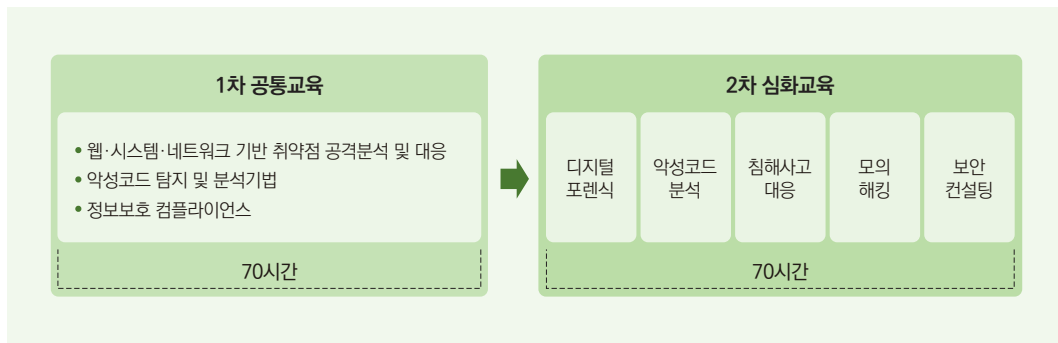 1차 공통교육
• 웹·시스템·네트워크 기반 취약점 공격분석 및 대응
• 악성코드 탐지 및 분석기법
• 정보보호 컴플라이언스
70시간
2차 심화교육
디지털
포렌식
악성코드
분석
침해사고
대응
모의
해킹
보안
컨설팅
70시간